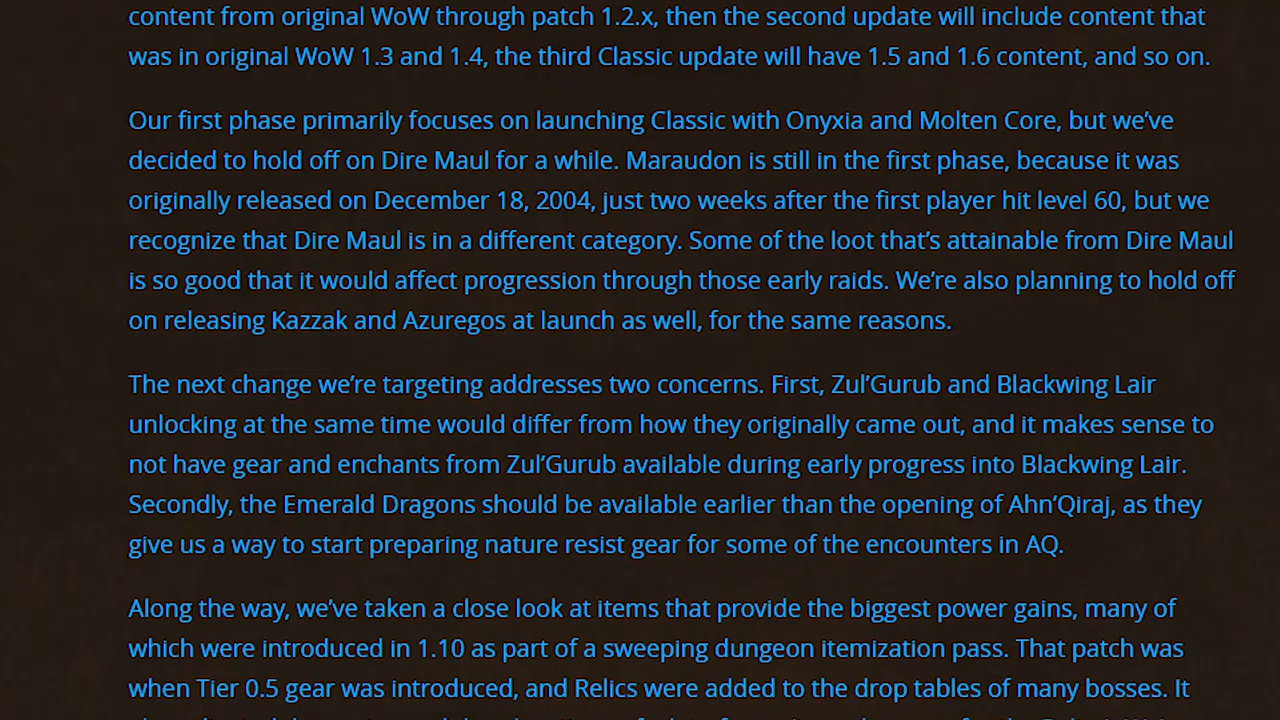 content from original WoW through patch 1.2.x, then the second update will include content that
was in original WoW 1.3 and 1.4, the third Classic update will have 1.5 and 1.6 content, and so on.
Our first phase primarily focuses on launching Classic with Onyxia and Molten Core, but we’ve
decided to hold off on Dire Maul for a while. Maraudon is still in the first phase, because it was
originally released on December 18, 2004, just two weeks after the first player hit level 60, but we
recognize that Dire Maul is in a different category. Some of the loot that’s attainable from Dire Maul
is so good that it would affect progression through those early raids. We’re also planning to hold off
on releasing Kazzak and Azuregos at launch as well, for the same reasons.
The next change we’re targeting addresses two concerns. First, Zul’Gurub and Blackwing Lair
unlocking at the same time would differ from how they originally came out, and it makes sense to
not have gear and enchants from Zul’Gurub available during early progress into Blackwing Lair.
Secondly, the Emerald Dragons should be available earlier than the opening of Ahn’Qiraj, as they
give us a way to start preparing nature resist gear for some of the encounters in AQ.
Along the way, we’ve taken a close look at items that provide the biggest power gains, many of
which were introduced in 1.10 as part of a sweeping dungeon itemization pass. That patch was
when Tier 0.5 gear was introduced, and Relics were added to the drop tables of many bosses. It